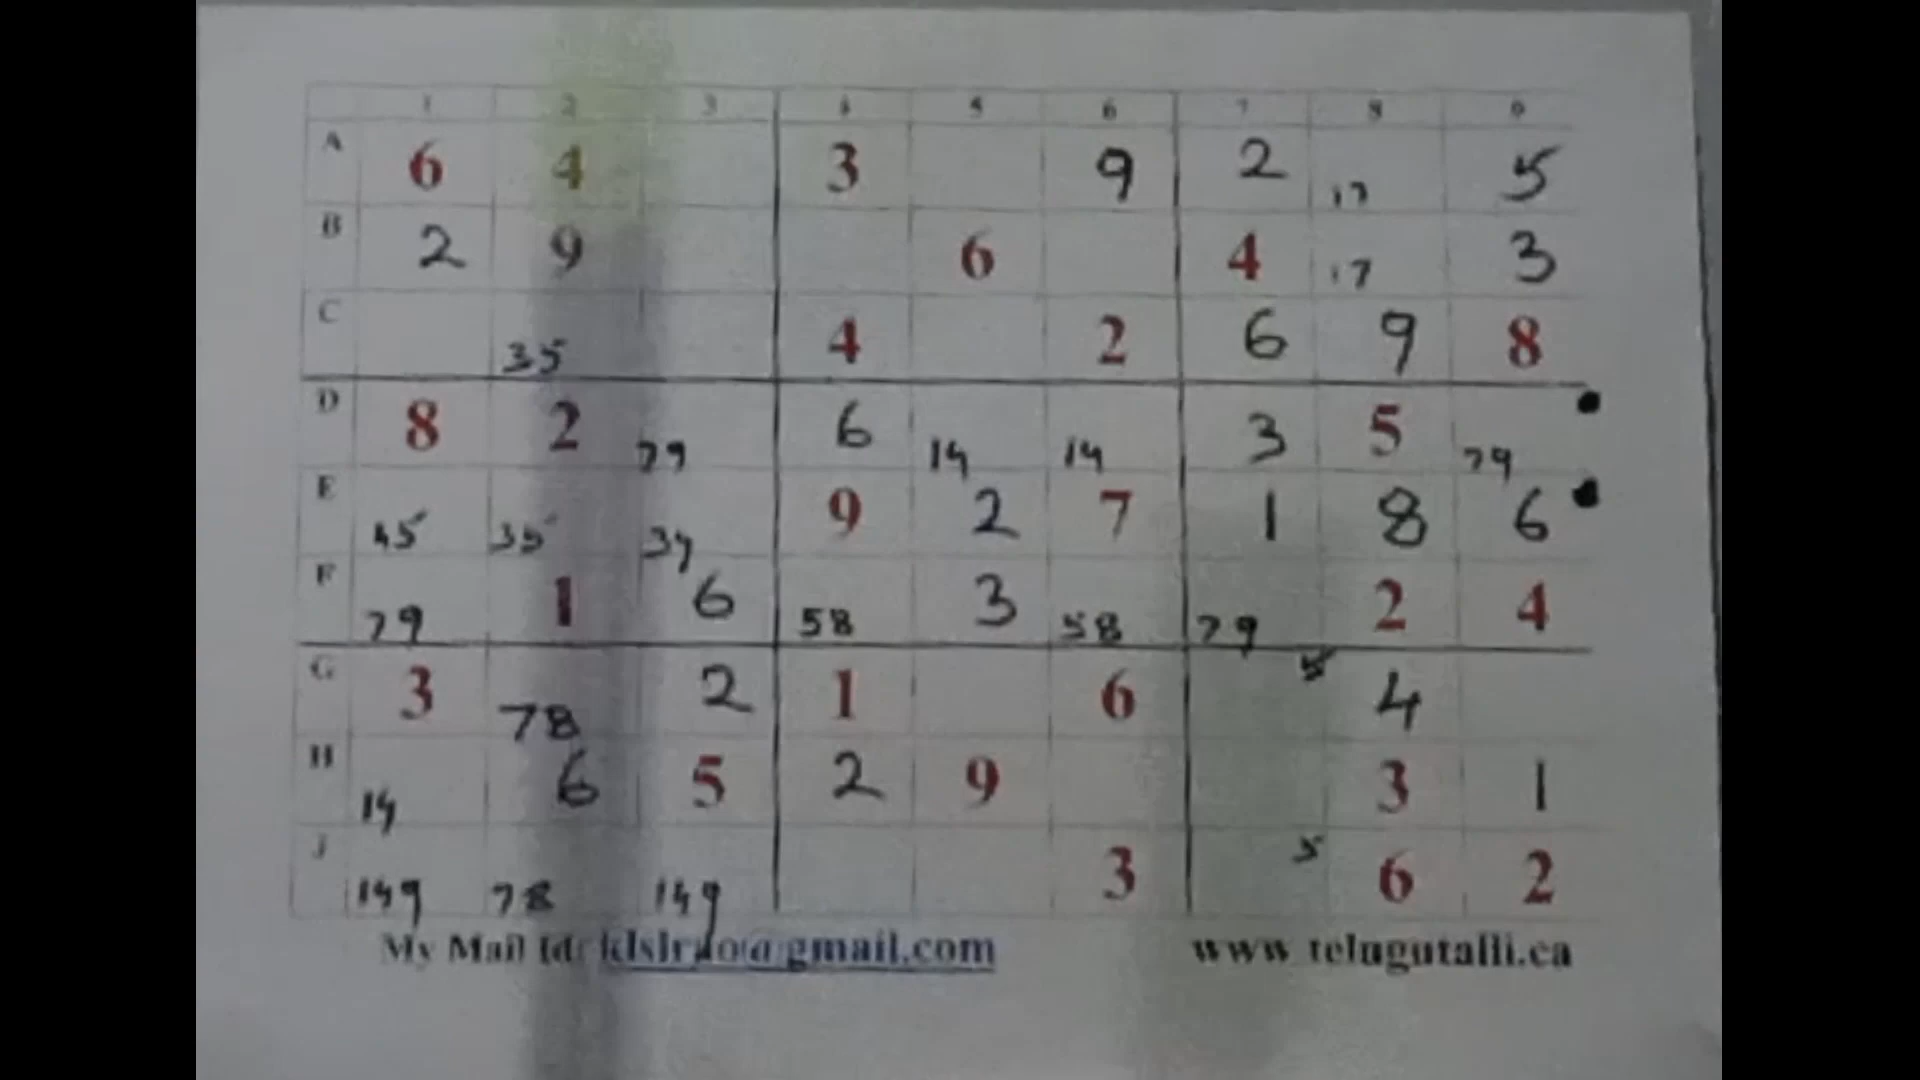 1 2 3 4 5 6 7 8 9
A 6 4 3 9 2 17 5
B 2 9 6 4 17 3
C 35 4 2 6 9 8
D 8 2 79 6 14 14 3 5 79
E 45 35 34 9 2 7 1 8 6
F 79 1 6 58 3 58 79 2 4
G 3 78 2 1 6 5 4
H 14 6 5 2 9 3 1
J 149 78 149 3 5 6 2
My Mail Id: kdslrao@gmail.com www telugutalli.ca